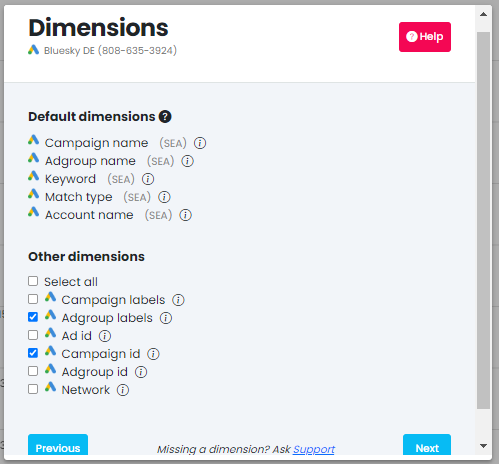 Dimensions
Bluesky DE (808-635-3924)
Help
Default dimensions
Campaign name (SEA)
Adgroup name (SEA)
Keyword (SEA)
Match type (SEA)
Account name (SEA)
Other dimensions
Select all
Campaign labels
Adgroup labels
Ad id
Campaign id
Adgroup id
Network
Previous
Missing a dimension? Ask Support
Next